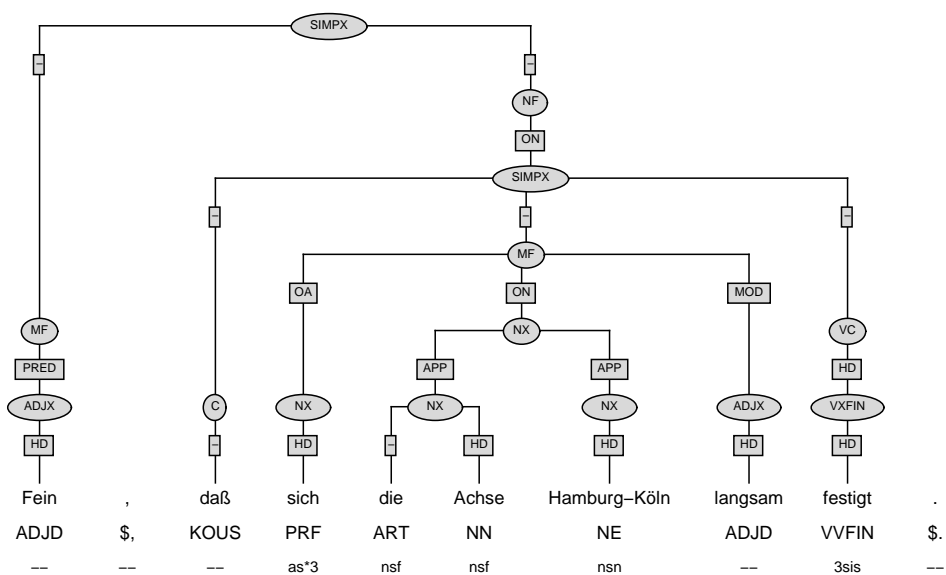 SIMPX
– –
NF
ON
SIMPX
– – –
MF
OA ON MOD
MF NX VC
PRED APP APP HD
ADJX C NX NX NX ADJX VXFIN
HD – HD – HD HD HD HD
Fein , daß sich die Achse Hamburg–Köln langsam festigt .
ADJD $, KOUS PRF ART NN NE ADJD VVFIN $.
−− −− −− as*3 nsf nsf nsn −− 3sis −−